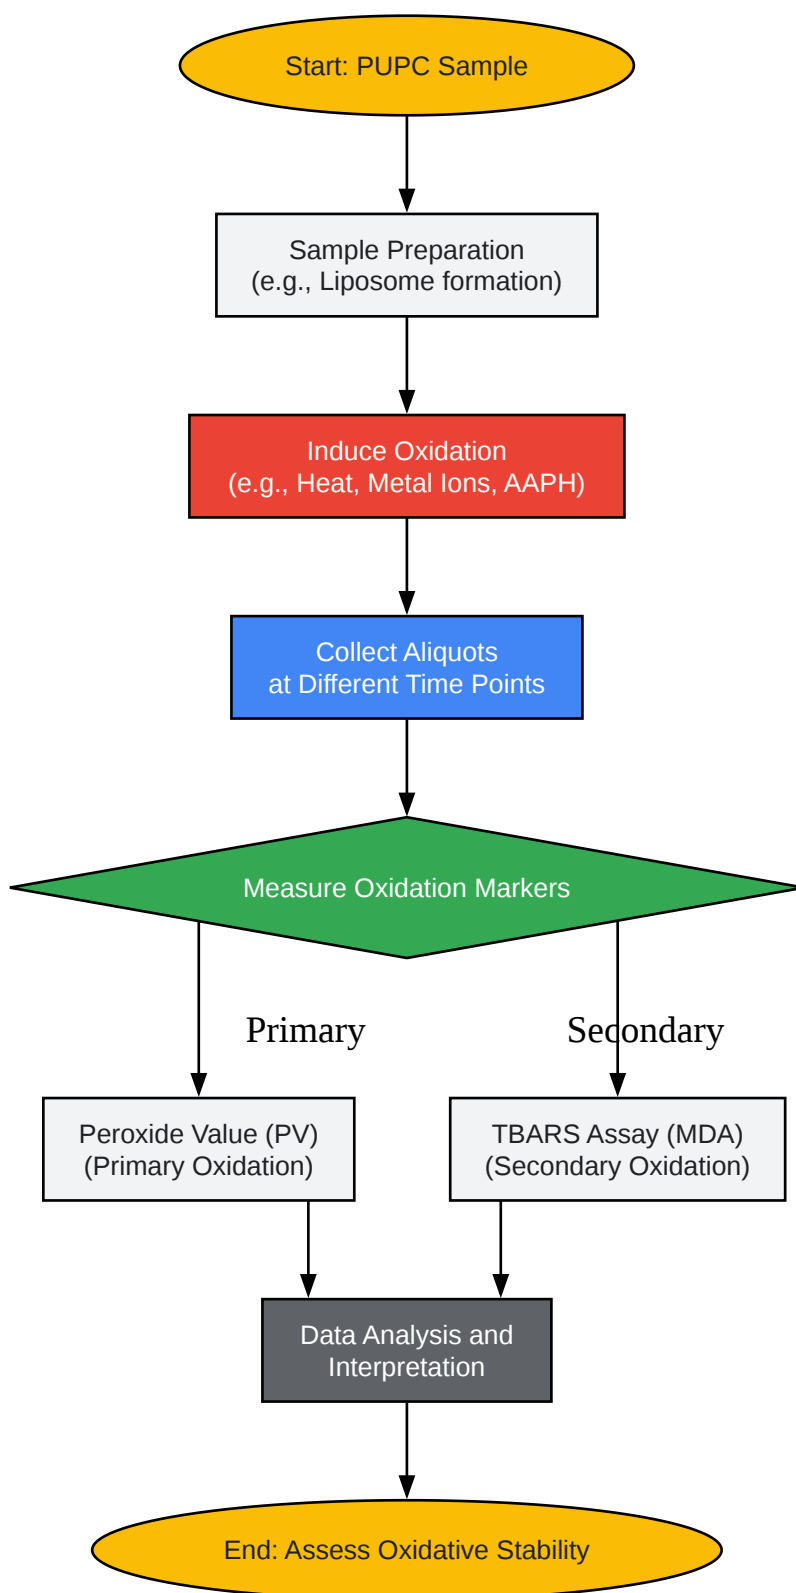 Start: PUPC Sample
Sample Preparation
(e.g., Liposome formation)
Induce Oxidation
(e.g., Heat, Metal Ions, AAPH)
Collect Aliquots
at Different Time Points
Measure Oxidation Markers
Primary
Secondary
Peroxide Value (PV)
(Primary Oxidation)
TBARS Assay (MDA)
(Secondary Oxidation)
Data Analysis and
Interpretation
End: Assess Oxidative Stability